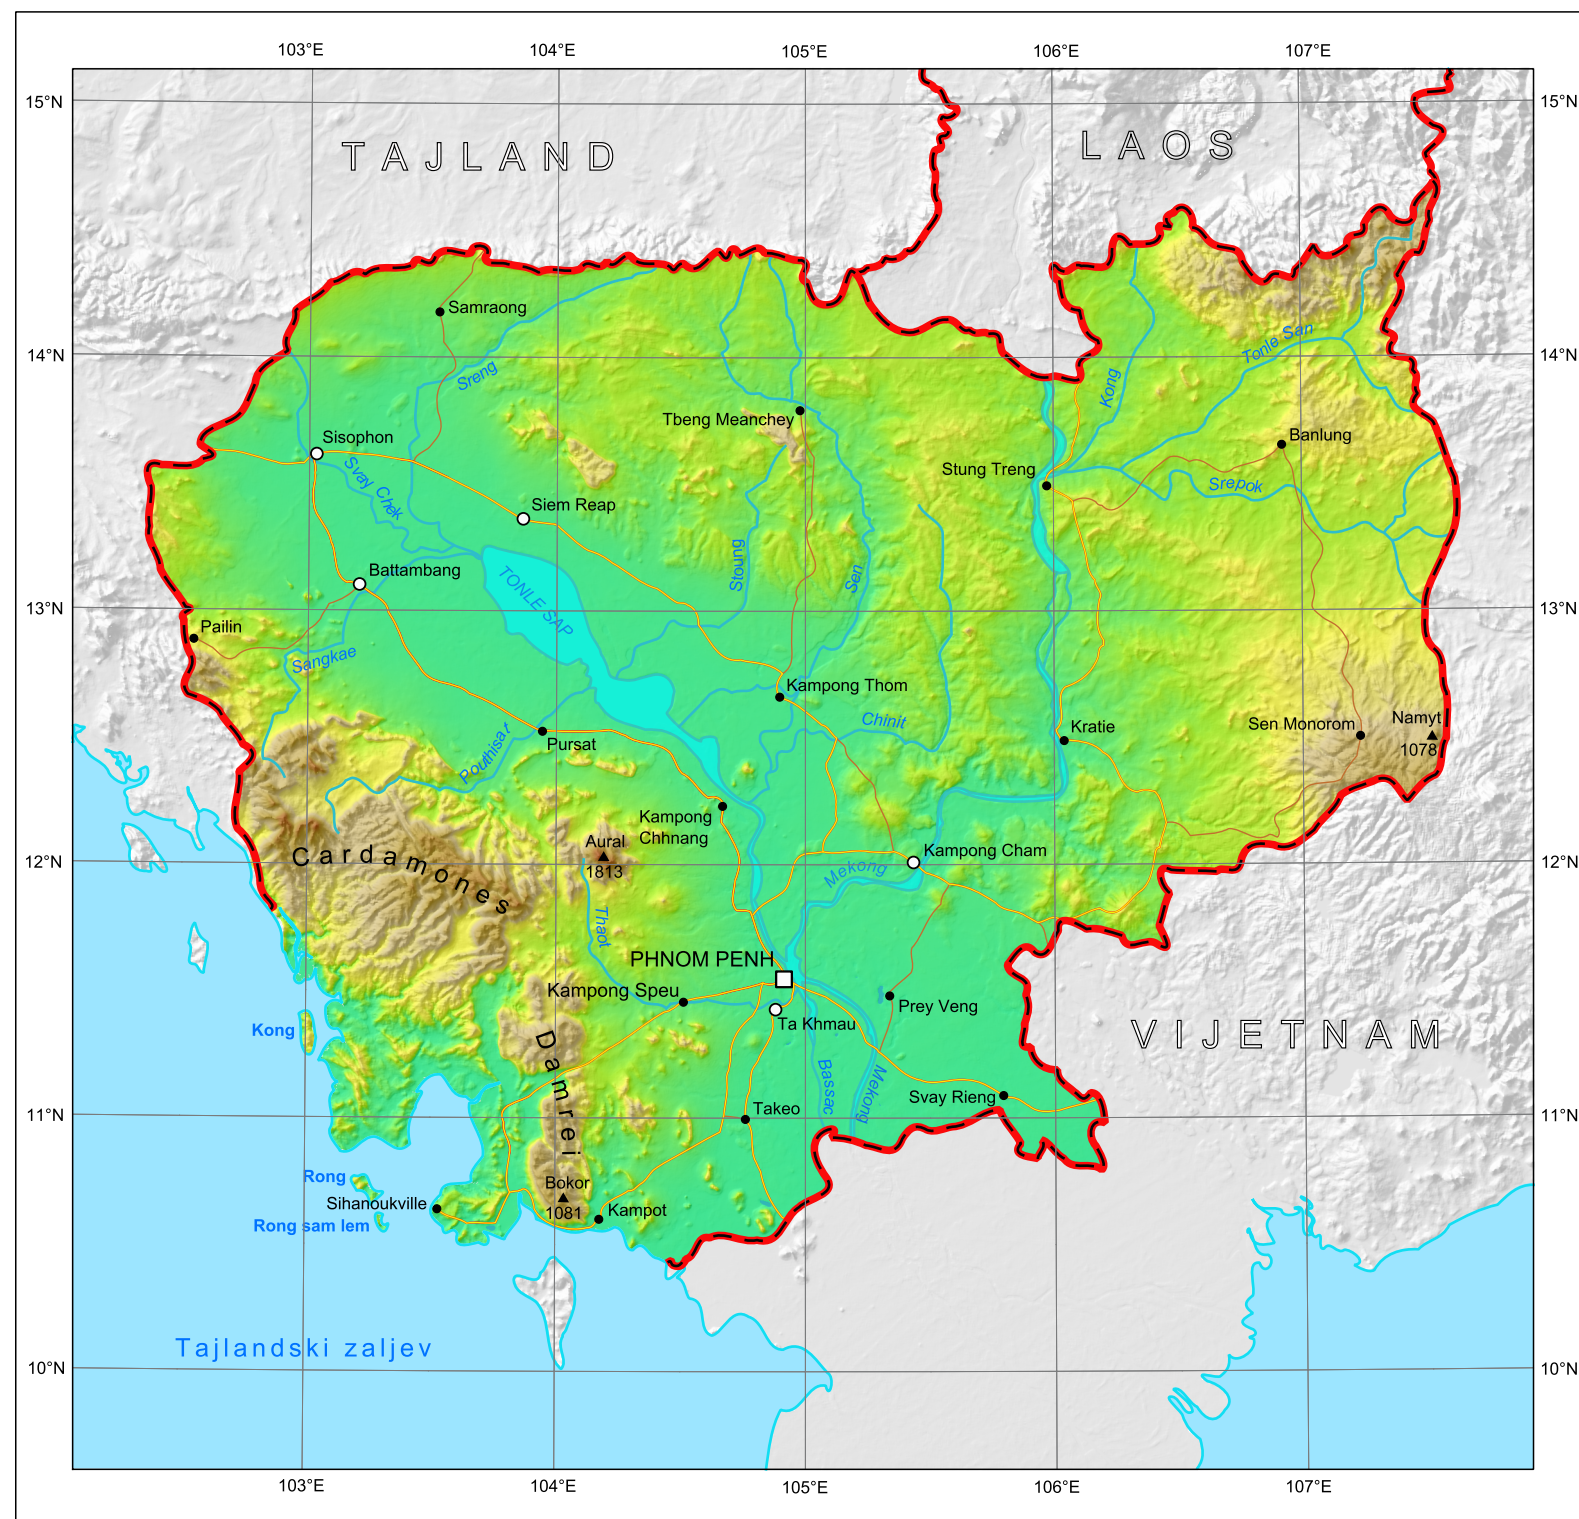 103°E
104°E
105°E
106°E
107°E
15°N
15°N
TAJLAND
LAOS
Samraong
14°N
14°N
Sreng
Tonle San
Kong
Tbeng Meanchey
Sisophon
Banlung
Svay Chek
Stung Treng
Srepok
Siem Reap
Stoung
Sen
Battambang
TONLE SAP
13°N
13°N
Pailin
Sangkae
Kampong Thom
Chinit
Kratie
Sen Monorom
Namyt
1078
Pursat
Pouthisat
Kampong
Chhnang
Aural
1813
Cardamones
12°N
12°N
Kampong Cham
Mekong
Thaot
PHNOM PENH
Kampong Speu
Prey Veng
Ta Khmau
Kong
VIJETNAM
Damrei
Bassac
Mekong
Svay Rieng
Takeo
11°N
11°N
Rong
Sihanoukville
Rong sam lem
Bokor
1081
Kampot
Tajlandski zaljev
10°N
10°N
103°E
104°E
105°E
106°E
107°E